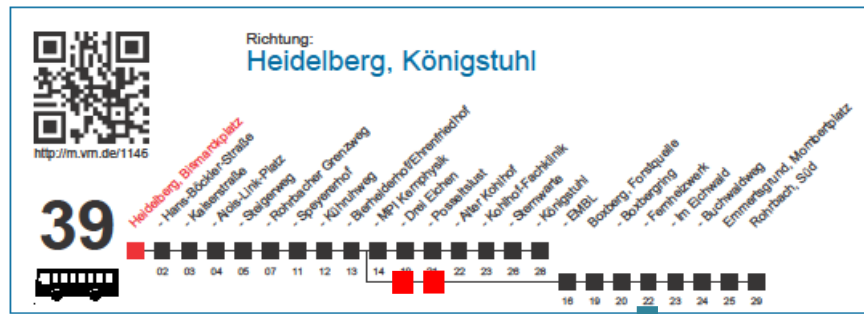 Richtung:
Heidelberg, Königstuhl
http://m.vrn.de/1146
39
Heidelberg, Bismarckplatz
- Hans-Böckler-Straße
- Kaiserstraße
- Alois-Link-Platz
- Steigerweg
- Rohrbacher Grenzweg
- Speyererhof
- Kühruhweg
- Bierhelderhof/Ehrenfriedhof
- MPI Kernphysik
- Drei Eichen
- Posseltslust
- Alter Kohlhof
- Kohlhof-Fachklinik
- Sternwarte
- Königstuhl
- EMBL
Boxberg, Forstquelle
- Boxbergring
- Fernheizwerk
- Im Eichwald
- Buchwaldweg
Emmertsgrund, Mombertplatz
Rohrbach, Süd
02 03 04 05 07 11 12 13 14 22 23 26 28
16 19 20 22 23 24 25 29